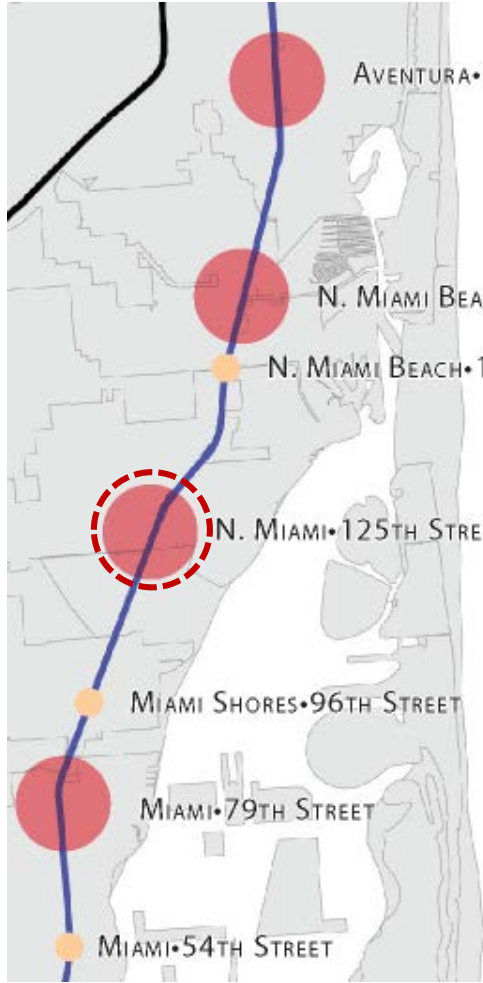 AVENTURA•
N. MIAMI BEA
N. MIAMI BEACH•1
N. MIAMI•125TH STRE
MIAMI SHORES•96TH STREET
MIAMI•79TH STREET
MIAMI•54TH STREET